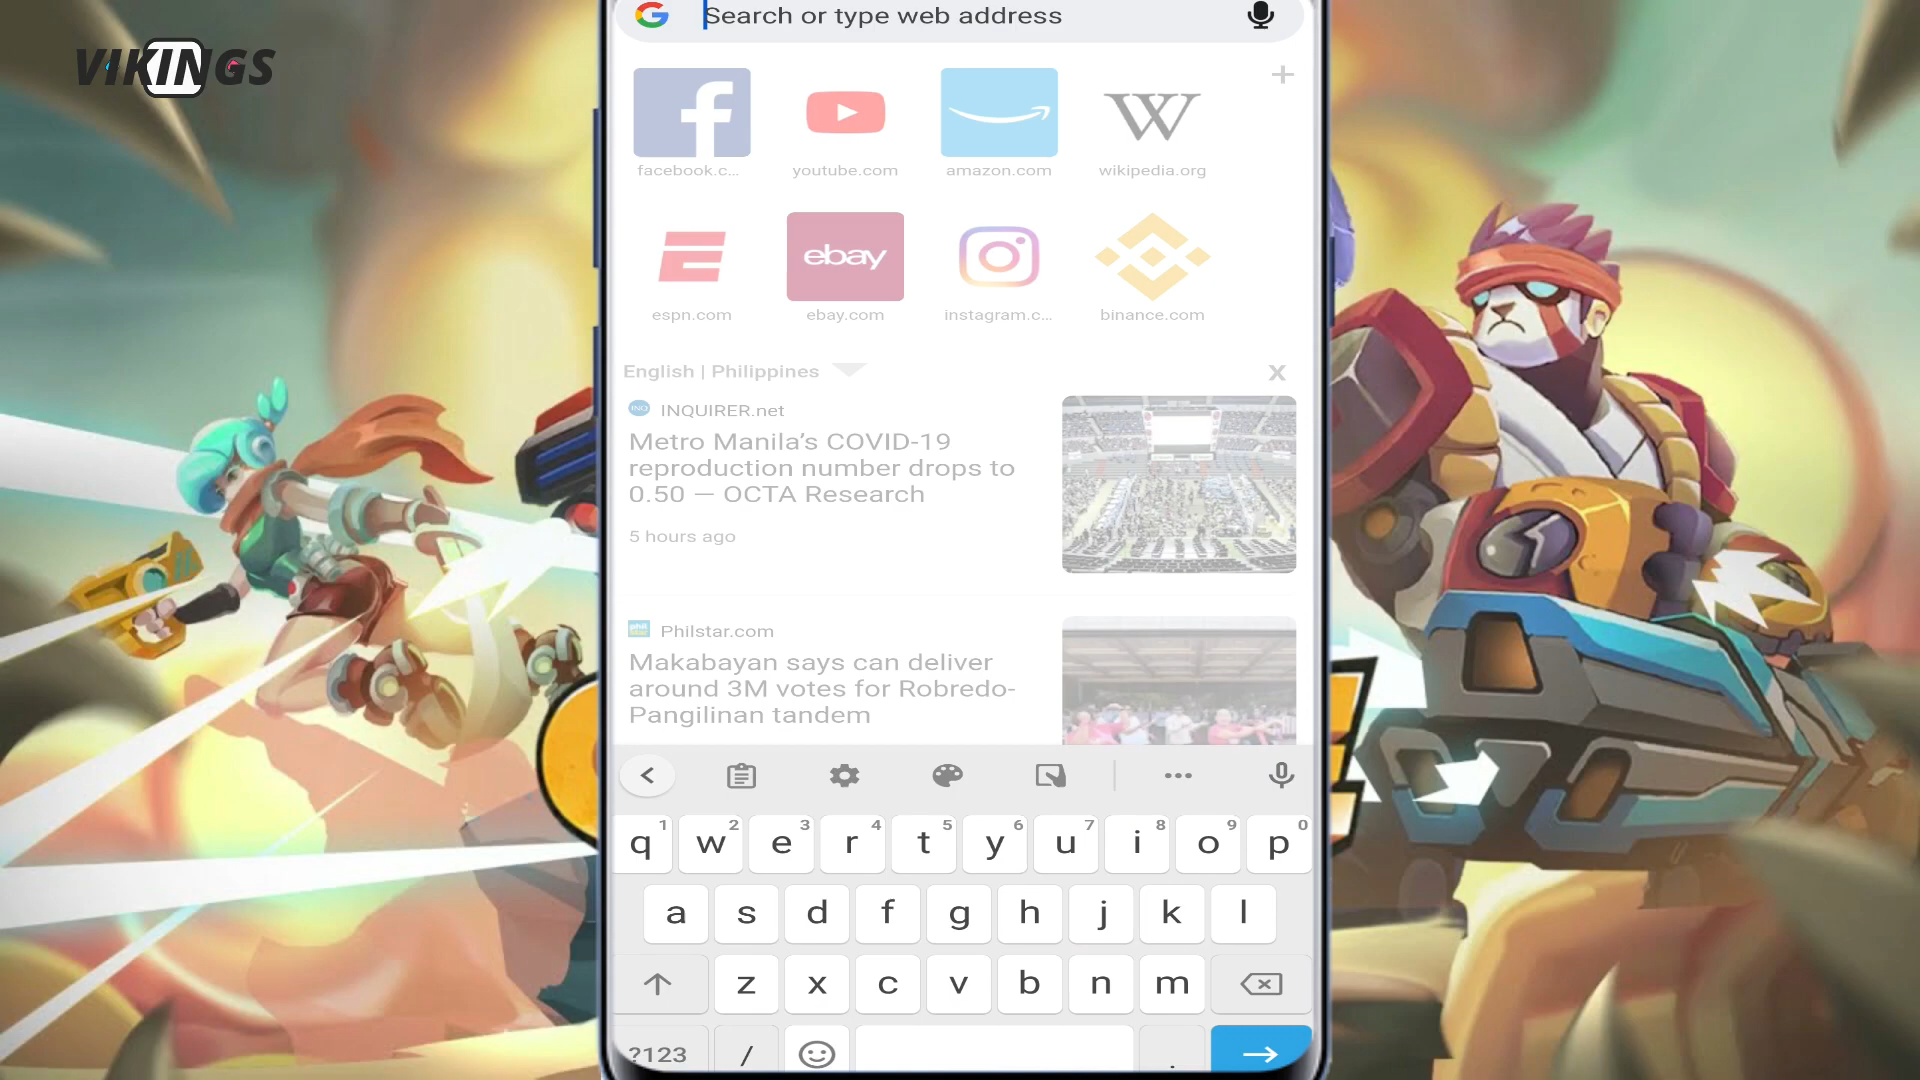 VIKINGS
Search or type web address
facebook.c...
youtube.com
amazon.com
W
wikipedia.org
espn.com
ebay
ebay.com
instagram.c...
binance.com
English | Philippines
X
INQ
INQUIRER.net
Metro Manila’s COVID-19
reproduction number drops to
0.50 — OCTA Research
5 hours ago
phil
star
Philstar.com
Makabayan says can deliver
around 3M votes for Robredo-
Pangilinan tandem
q1 w2 e3 r4 t5 y6 u7 i8 o9 p0
a s d f g h j k l
z x c v b n m
?123 / .